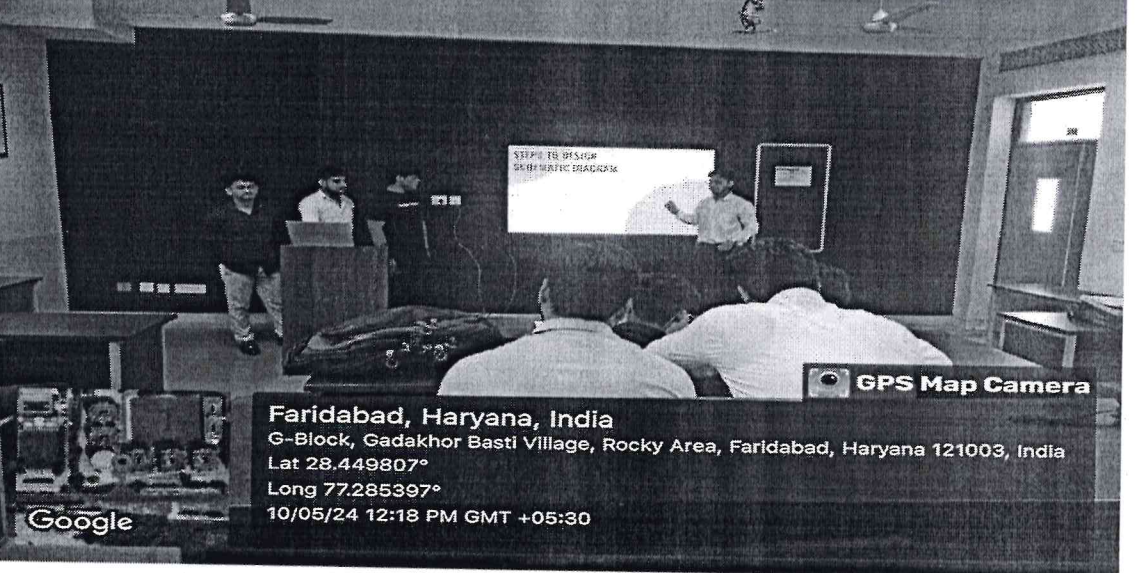 STEPS TO DESIGN
SCHEMATIC DIAGRAM
GPS Map Camera
Faridabad, Haryana, India
G-Block, Gadakhor Basti Village, Rocky Area, Faridabad, Haryana 121003, India
Lat 28.449807°
Long 77.285397°
10/05/24 12:18 PM GMT +05:30
Google